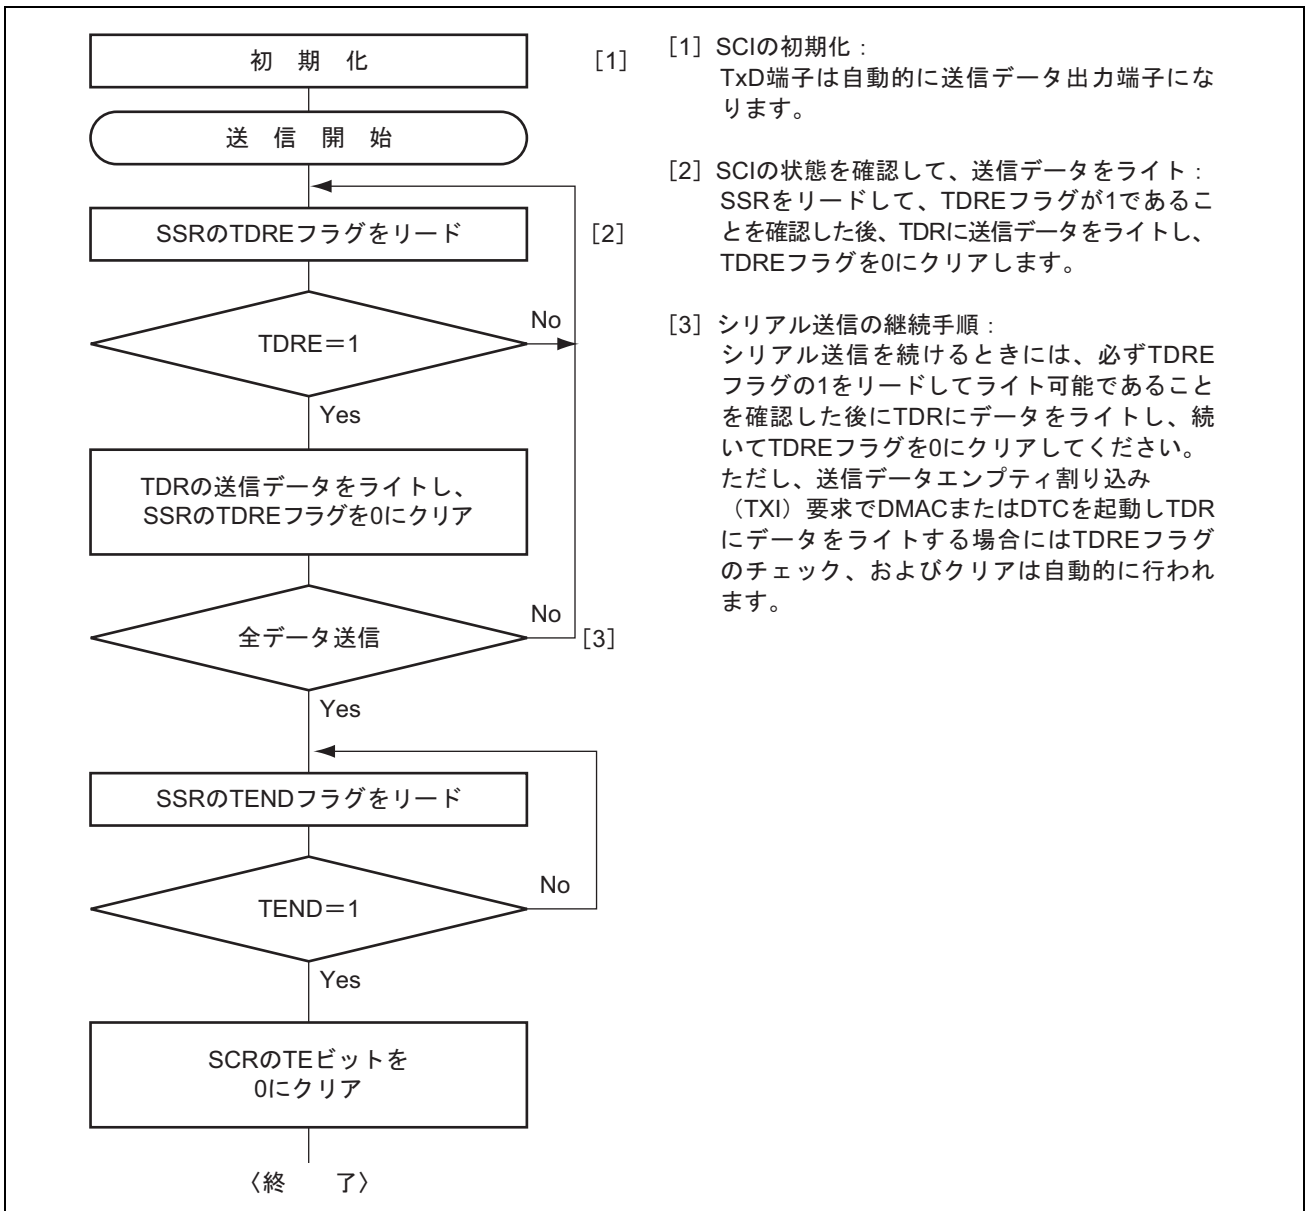 初 期 化 [1]
送 信 開 始
SSRのTDREフラグをリード [2]
TDRE=1
No
Yes
TDRの送信データをライトし、
SSRのTDREフラグを0にクリア
全データ送信
No
[3]
Yes
SSRのTENDフラグをリード
TEND=1
No
Yes
SCRのTEビットを
0にクリア
〈終 了〉
[1] SCIの初期化：
TxD端子は自動的に送信データ出力端子にな
ります。
[2] SCIの状態を確認して、送信データをライト：
SSRをリードして、TDREフラグが1であるこ
とを確認した後、TDRに送信データをライトし、
TDREフラグを0にクリアします。
[3] シリアル送信の継続手順：
シリアル送信を続けるときには、必ずTDRE
フラグの1をリードしてライト可能であること
を確認した後にTDRにデータをライトし、続
いてTDREフラグを0にクリアしてください。
ただし、送信データエンプティ割り込み
（TXI）要求でDMACまたはDTCを起動しTDR
にデータをライトする場合にはTDREフラグ
のチェック、およびクリアは自動的に行われ
ます。